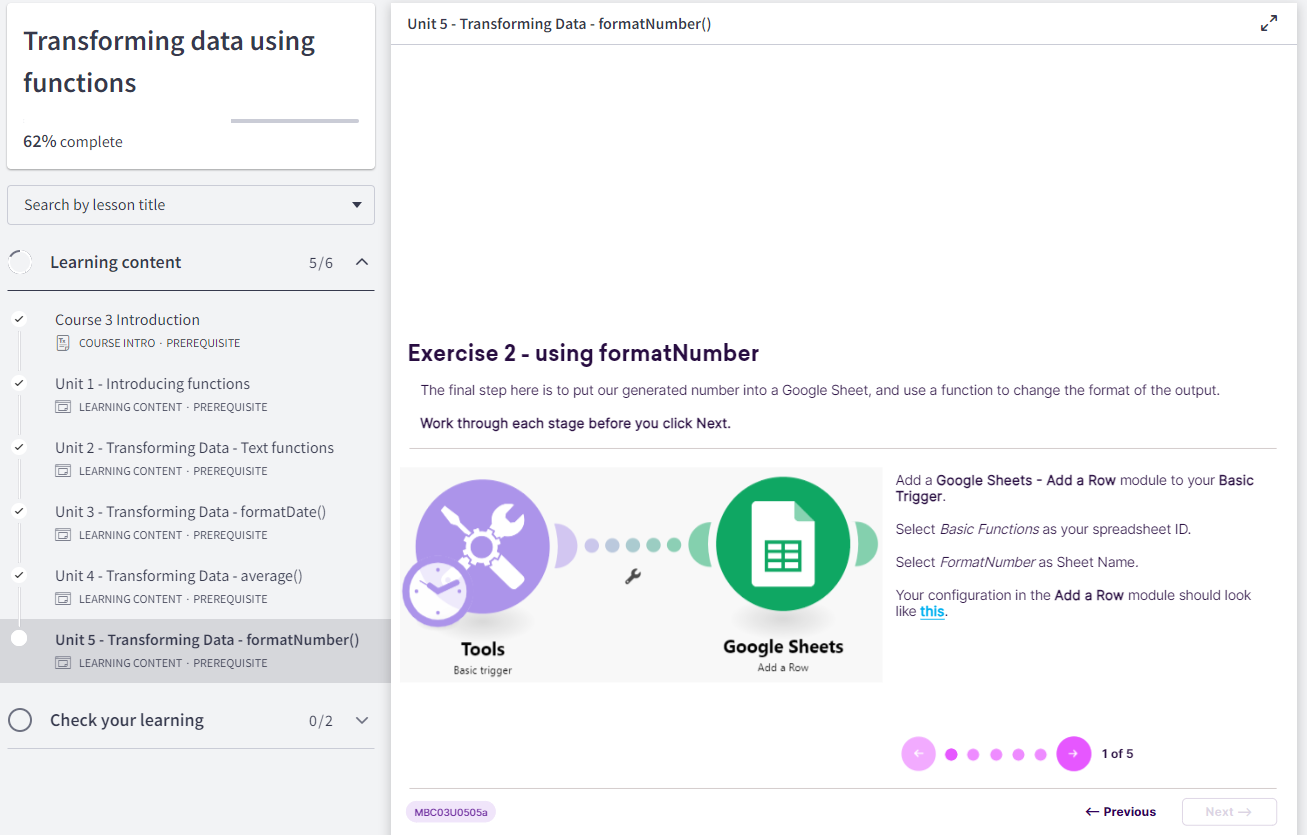 Transforming data using
functions
62% complete
Search by lesson title
Learning content 5/6
Course 3 Introduction
COURSE INTRO · PREREQUISITE
Unit 1 - Introducing functions
LEARNING CONTENT · PREREQUISITE
Unit 2 - Transforming Data - Text functions
LEARNING CONTENT · PREREQUISITE
Unit 3 - Transforming Data - formatDate()
LEARNING CONTENT · PREREQUISITE
Unit 4 - Transforming Data - average()
LEARNING CONTENT · PREREQUISITE
Unit 5 - Transforming Data - formatNumber()
LEARNING CONTENT · PREREQUISITE
Check your learning 0/2
Unit 5 - Transforming Data - formatNumber()
Exercise 2 - using formatNumber
The final step here is to put our generated number into a Google Sheet, and use a function to change the format of the output.
Work through each stage before you click Next.
Tools
Basic trigger
Google Sheets
Add a Row
Add a Google Sheets - Add a Row module to your Basic
Trigger.
Select Basic Functions as your spreadsheet ID.
Select FormatNumber as Sheet Name.
Your configuration in the Add a Row module should look
like this.
← → 1 of 5
MBC03U0505a
← Previous Next →